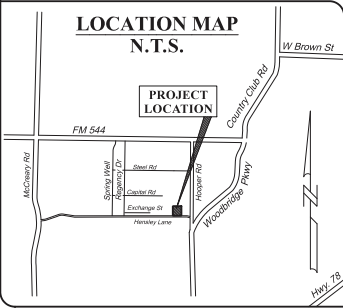 LOCATION MAP
N.T.S.
W Brown St
Country Club Rd
PROJECT
LOCATION
FM 544
McCreary Rd
Spring Well
Regency Dr
Steel Rd
Hooper Rd
Capital Rd
Exchange St
Hensley Lane
Woodbridge Pkwy
N
Hwy. 78